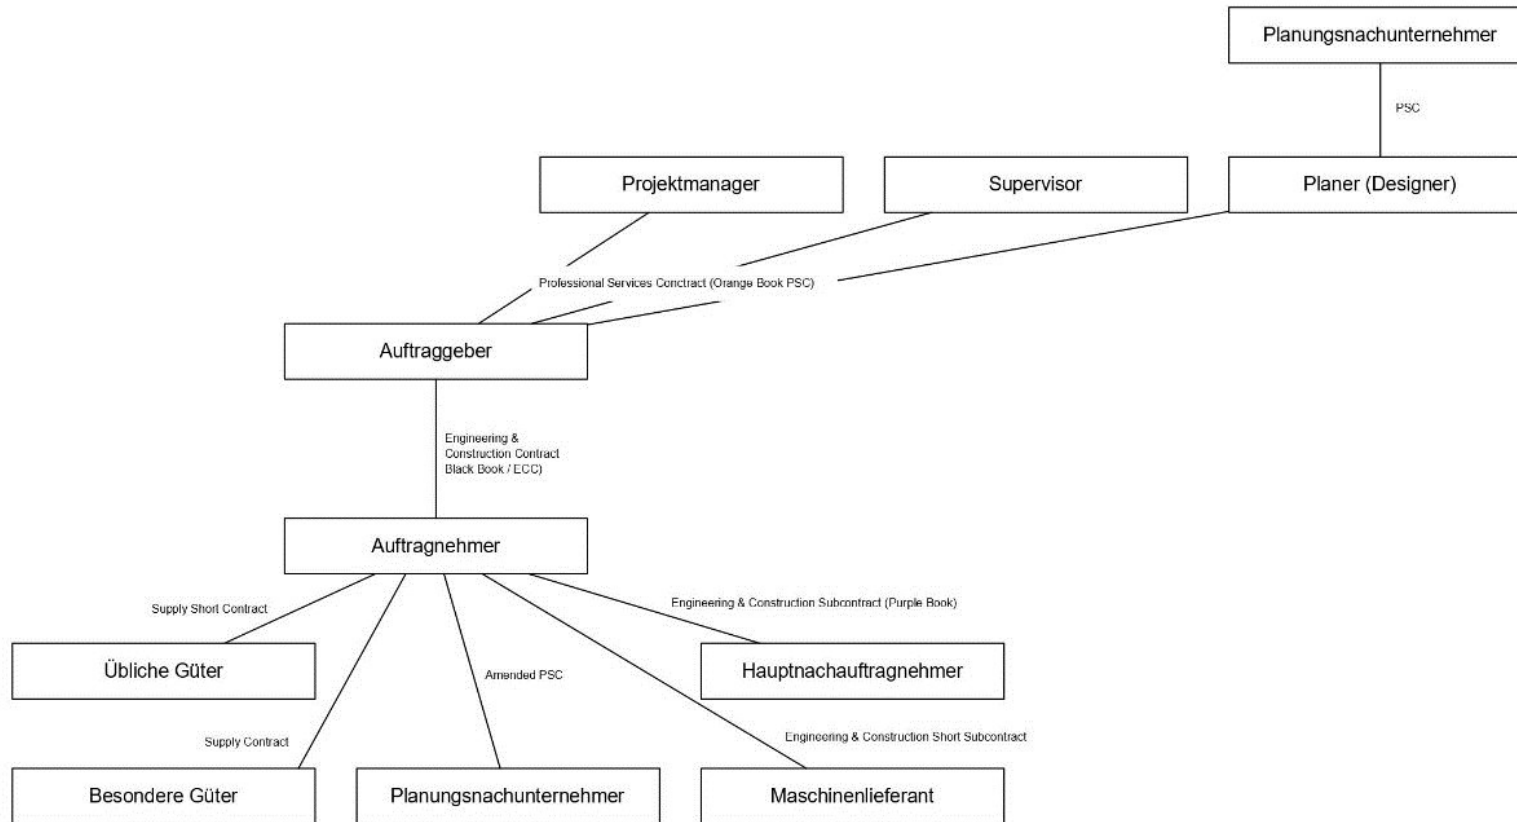 Planungsnachunternehmer
PSC
Projektmanager
Supervisor
Planer (Designer)
Professional Services Conctract (Orange Book PSC)
Auftraggeber
Engineering &
Construction Contract
Black Book / ECC)
Auftragnehmer
Supply Short Contract
Engineering & Construction Subcontract (Purple Book)
Übliche Güter
Amended PSC
Hauptnachauftragnehmer
Supply Contract
Engineering & Construction Short Subcontract
Besondere Güter
Planungsnachunternehmer
Maschinenlieferant